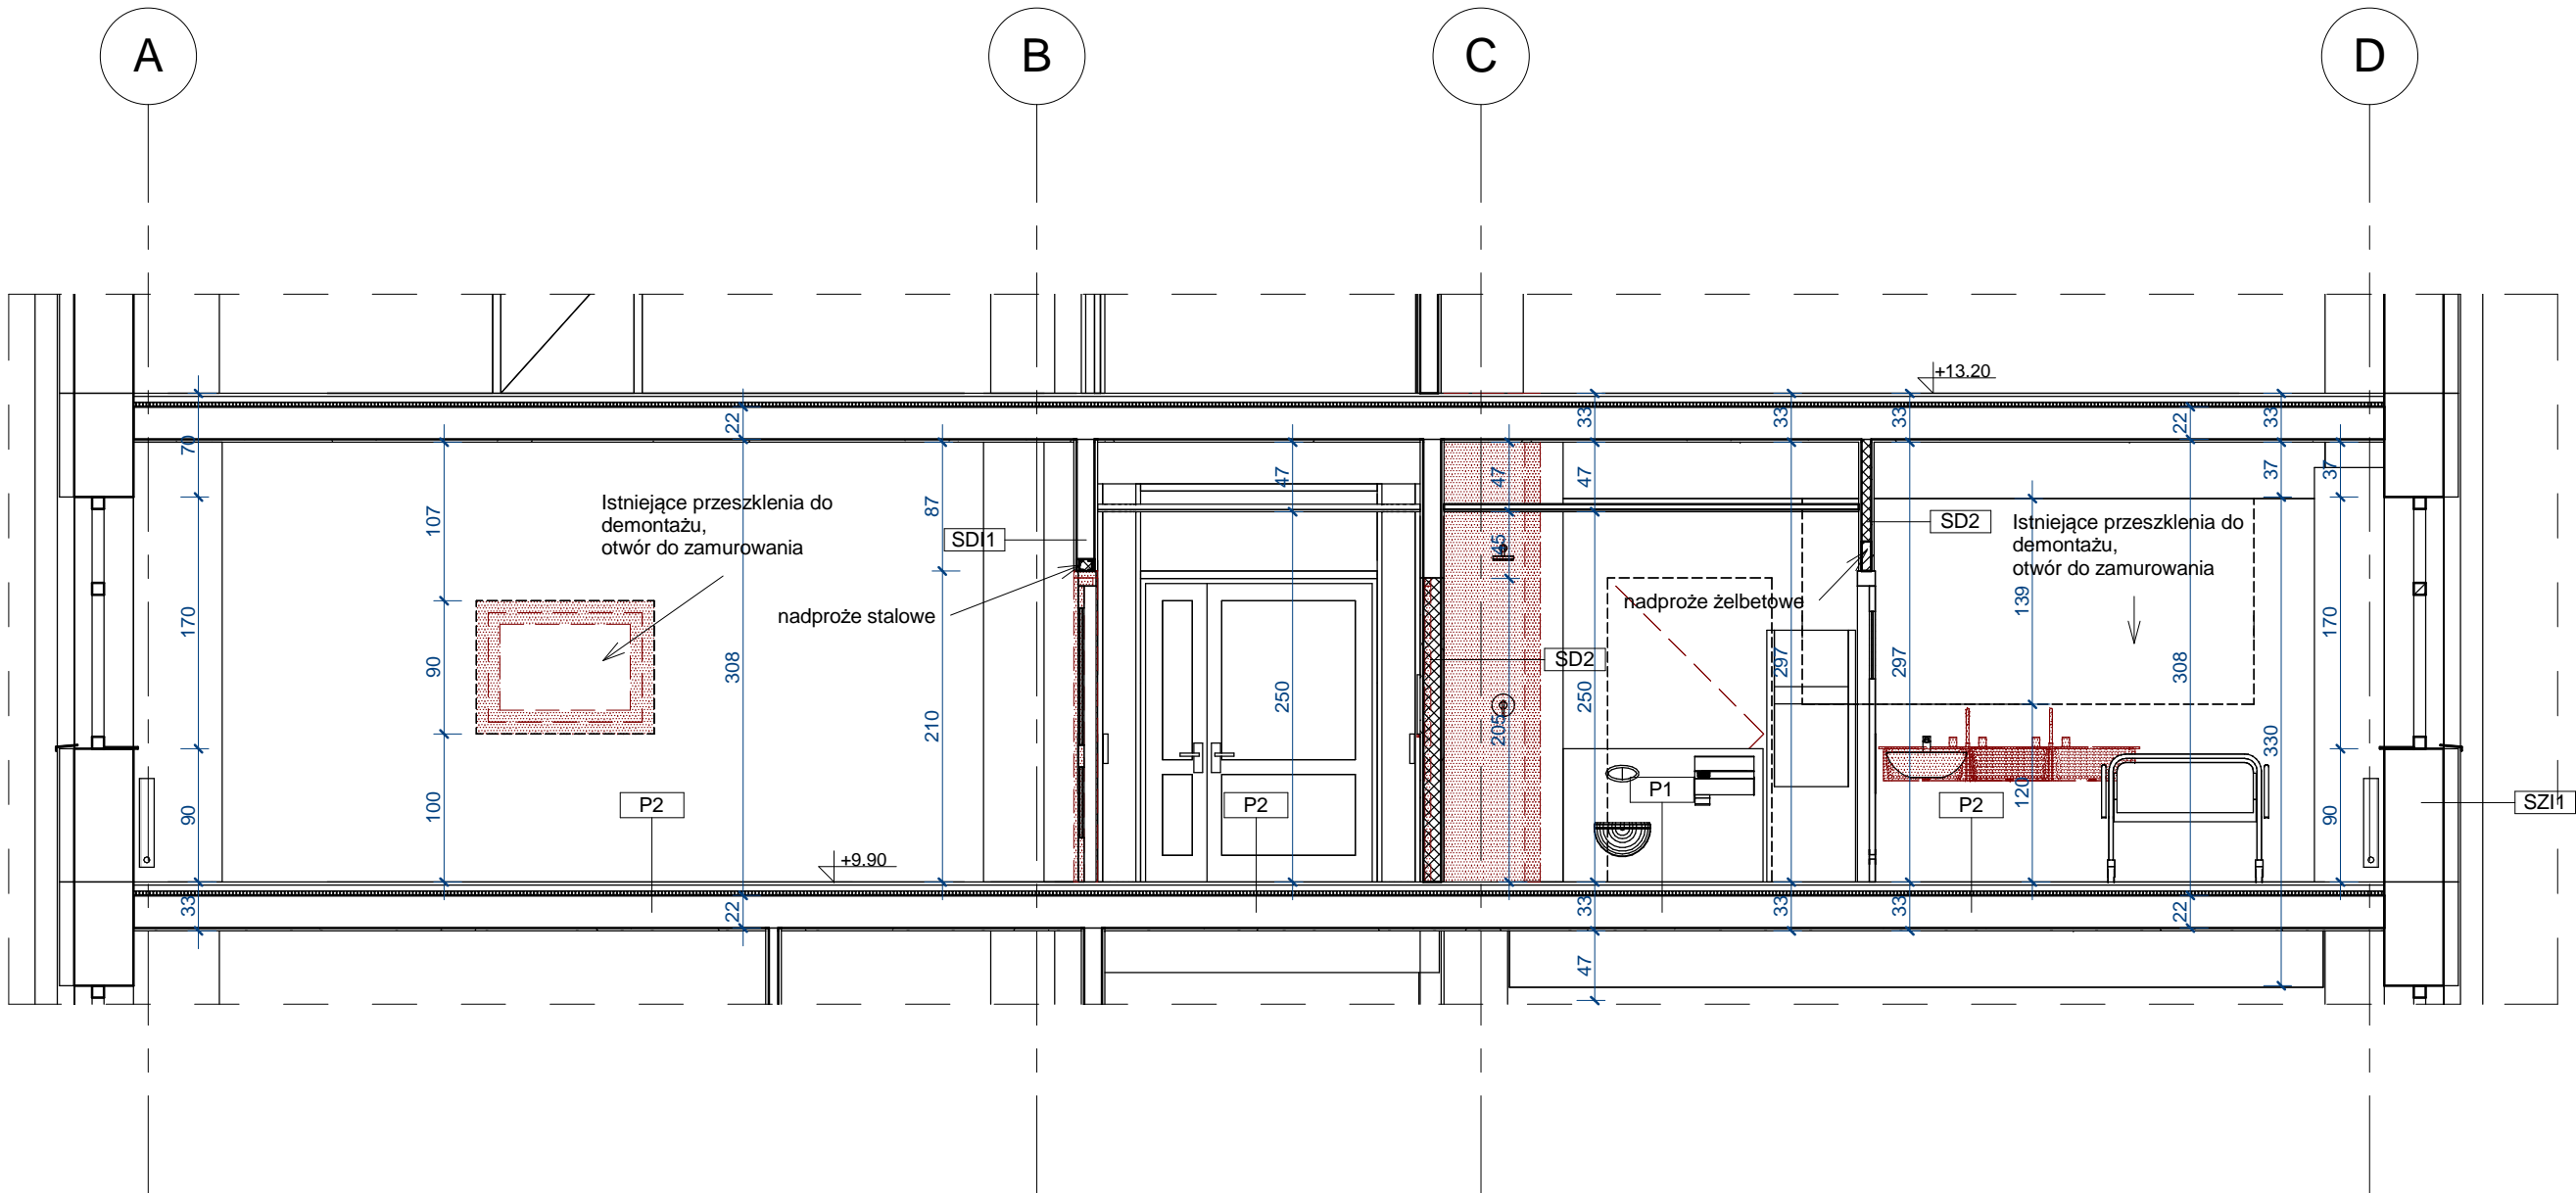 A
B
C
D
+13.20
33
33
33
33
22
22
70
47
47
47
37
37
Istniejące przeszklenia do
demontażu,
otwór do zamurowania
107
87
SDI1
45
SD2
Istniejące przeszklenia do
demontażu,
otwór do zamurowania
nadproże stalowe
nadproże żelbetowe
139
170
170
90
308
SD2
297
297
308
250
205
250
210
330
100
90
120
90
P2
P2
P1
P2
SZI1
+9.90
33
22
33
33
33
22
47